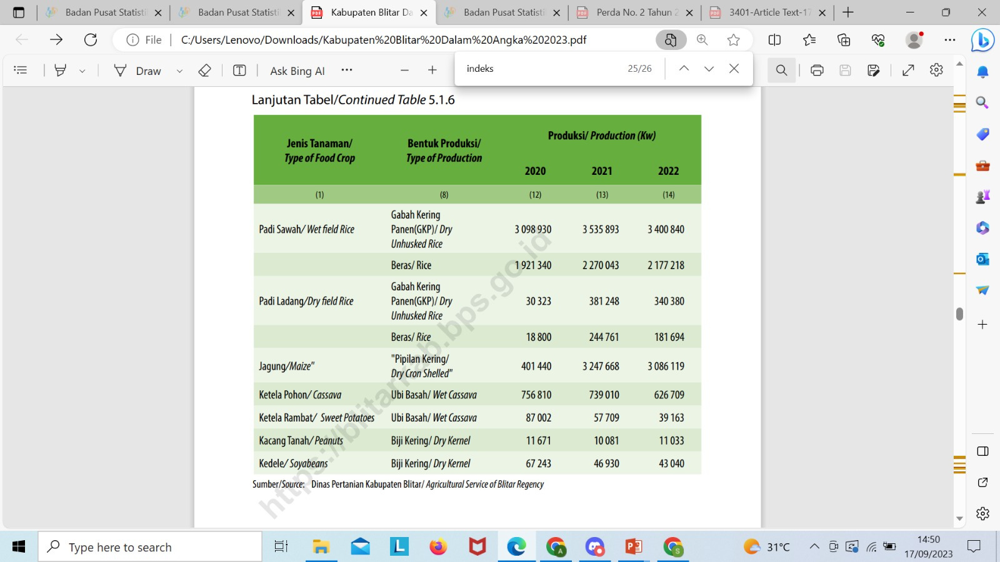 Badan Pusat Statisti
Badan Pusat Statisti
Kabupaten Blitar Da
Badan Pusat Statisti
Perda No. 2 Tahun 2
3401-Article Text-17
File
C:/Users/Lenovo/Downloads/Kabupaten%20Blitar%20Dalam%20Angka%202023.pdf
Draw
Ask Bing AI
indeks
25/26
Lanjutan Tabel/Continued Table 5.1.6
Jenis Tanaman/
Type of Food Crop
Bentuk Produksi/
Type of Production
Produksi/ Production (Kw)
2020 2021 2022
(1) (8) (12) (13) (14)
Gabah Kering
Padi Sawah/ Wet field Rice Panen(GKP)/ Dry 3 098 930 3 535 893 3 400 840
Unhusked Rice
Beras/ Rice 1 921 340 2 270 043 2 177 218
Gabah Kering
Padi Ladang/Dry field Rice Panen(GKP)/ Dry 30 323 381 248 340 380
Unhusked Rice
Beras/ Rice 18 800 244 761 181 694
"Pipilan Kering/
Jagung/Maize" 401 440 3 247 668 3 086 119
Dry Cron Shelled"
Ketela Pohon/ Cassava Ubi Basah/ Wet Cassava 756 810 739 010 626 709
Ketela Rambat/ Sweet Potatoes Ubi Basah/ Wet Cassava 87 002 57 709 39 163
Kacang Tanah/ Peanuts Biji Kering/ Dry Kernel 11 671 10 081 11 033
Kedele/ Soyabeans Biji Kering/ Dry Kernel 67 243 46 930 43 040
Sumber/Source: Dinas Pertanian Kabupaten Blitar/ Agricultural Service of Blitar Regency
https://blitarkab.bps.go.id
Type here to search
31°C
14:50
17/09/2023